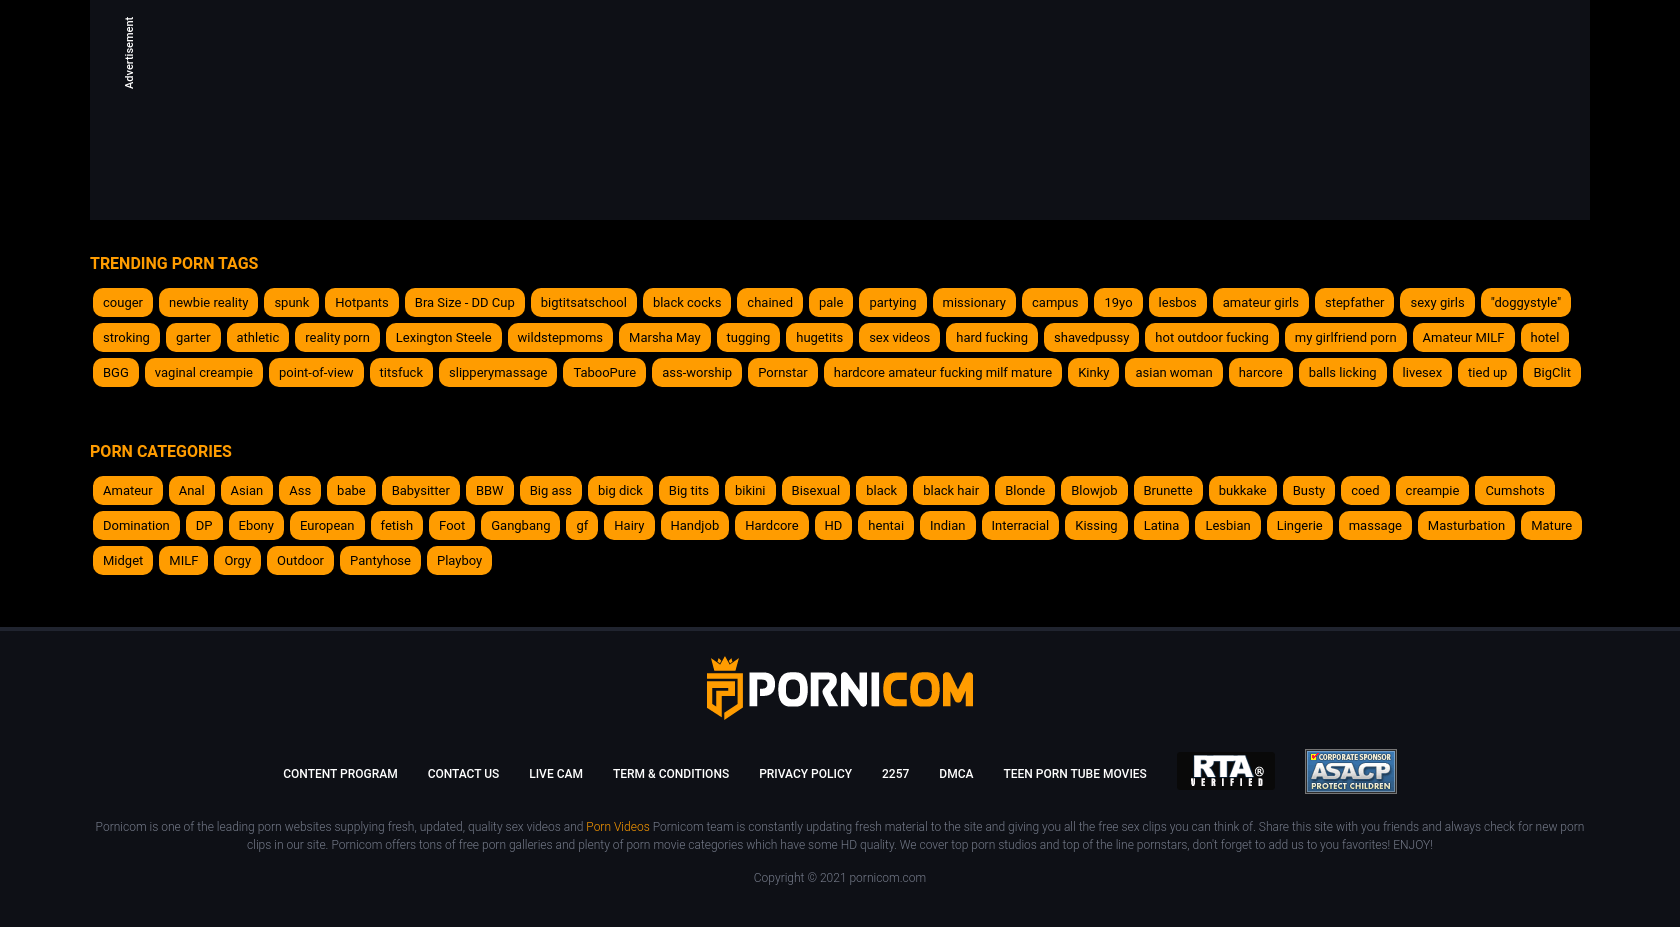 Advertisement
TRENDING PORN TAGS
couger newbie reality spunk Hotpants Bra Size - DD Cup bigtitsatschool black cocks chained pale partying missionary campus 19yo lesbos amateur girls stepfather sexy girls "doggystyle"
stroking garter athletic reality porn Lexington Steele wildstepmoms Marsha May tugging hugetits sex videos hard fucking shavedpussy hot outdoor fucking my girlfriend porn Amateur MILF hotel
BGG vaginal creampie point-of-view titsfuck slipperymassage TabooPure ass-worship Pornstar hardcore amateur fucking milf mature Kinky asian woman harcore balls licking livesex tied up BigClit
PORN CATEGORIES
Amateur Anal Asian Ass babe Babysitter BBW Big ass big dick Big tits bikini Bisexual black black hair Blonde Blowjob Brunette bukkake Busty coed creampie Cumshots
Domination DP Ebony European fetish Foot Gangbang gf Hairy Handjob Hardcore HD hentai Indian Interracial Kissing Latina Lesbian Lingerie massage Masturbation Mature
Midget MILF Orgy Outdoor Pantyhose Playboy
PORNICOM
CONTENT PROGRAM CONTACT US LIVE CAM TERM & CONDITIONS PRIVACY POLICY 2257 DMCA TEEN PORN TUBE MOVIES
RTA®
VERIFIED
CORPORATE SPONSOR
ASACP
PROTECT CHILDREN
Pornicom is one of the leading porn websites supplying fresh, updated, quality sex videos and Porn Videos Pornicom team is constantly updating fresh material to the site and giving you all the free sex clips you can think of. Share this site with you friends and always check for new porn
clips in our site. Pornicom offers tons of free porn galleries and plenty of porn movie categories which have some HD quality. We cover top porn studios and top of the line pornstars, don't forget to add us to you favorites! ENJOY!
Copyright © 2021 pornicom.com